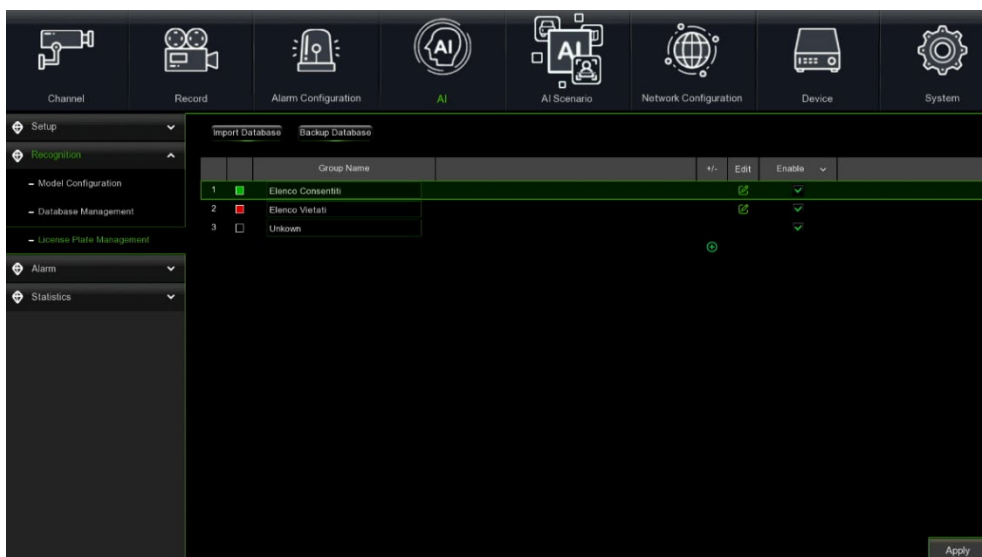 Channel
Record
Alarm Configuration
AI
AI Scenario
Network Configuration
Device
System
Setup
Recognition
Model Configuration
Database Management
License Plate Management
Alarm
Statistics
Import Database Backup Database
Group Name +/- Edit Enable
1 Elenco Consentiti
2 Elenco Vietati
3 Unkown
Apply